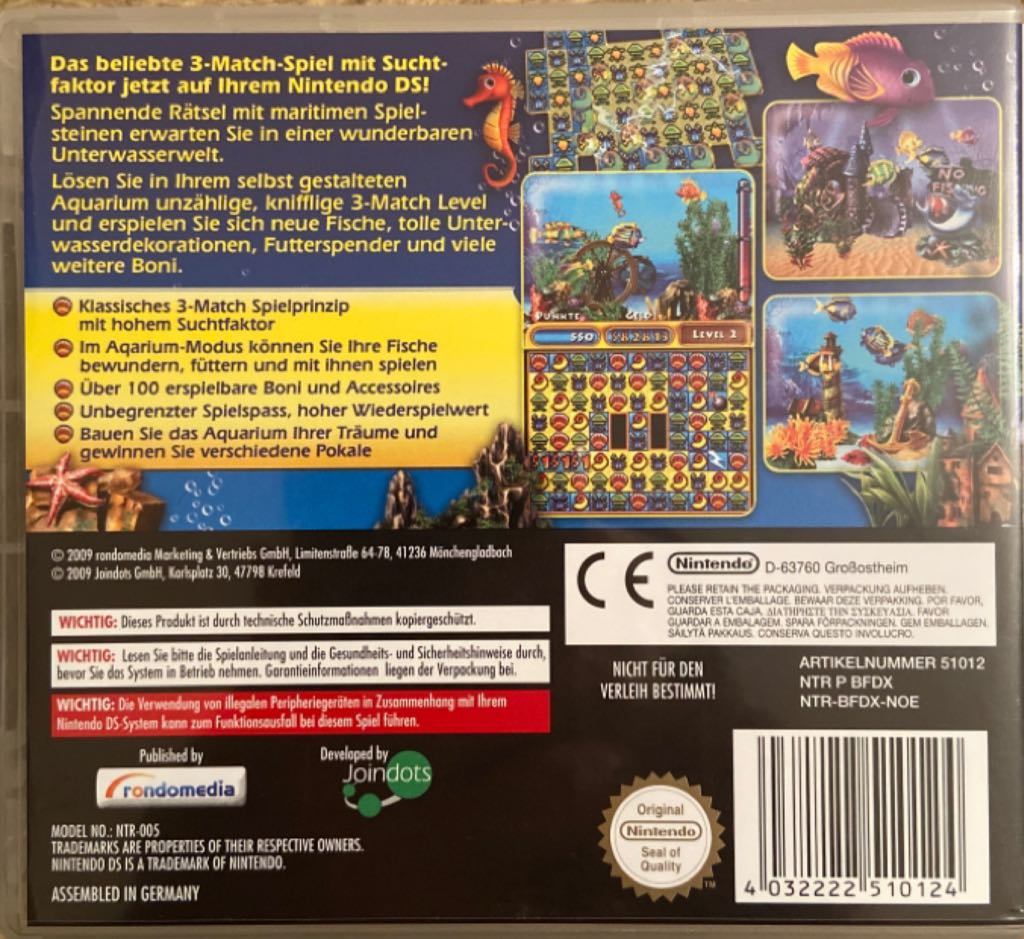 Das beliebte 3-Match-Spiel mit Sucht-
faktor jetzt auf Ihrem Nintendo DS!
Spannende Rätsel mit maritimen Spiel-
steinen erwarten Sie in einer wunderbaren
Unterwasserwelt.
Lösen Sie in Ihrem selbst gestalteten
Aquarium unzählige, knifflige 3-Match Level
und erspielen Sie sich neue Fische, tolle Unter-
wasserdekorationen, Futterspender und viele
weitere Boni.
Klassisches 3-Match Spielprinzip
mit hohem Suchtfaktor
Im Aqarium-Modus können Sie Ihre Fische
bewundern, füttern und mit ihnen spielen
Über 100 erspielbare Boni und Accessoires
Unbegrenzter Spielspass, hoher Wiederspielwert
Bauen Sie das Aquarium Ihrer Träume und
gewinnen Sie verschiedene Pokale
NO
FISHING
PUNKTE GELD
550 LEVEL 2
© 2009 rondomedia Marketing & Vertriebs GmbH, Limitenstraße 64-78, 41236 Mönchengladbach
© 2009 Joindots GmbH, Karlsplatz 30, 47798 Krefeld
WICHTIG: Dieses Produkt ist durch technische Schutzmaßnahmen kopiergeschützt.
WICHTIG: Lesen Sie bitte die Spielanleitung und die Gesundheits- und Sicherheitshinweise durch,
bevor Sie das System in Betrieb nehmen. Garantieinformationen liegen der Verpackung bei.
WICHTIG: Die Verwendung von illegalen Peripheriegeräten in Zusammenhang mit Ihrem
Nintendo DS-System kann zum Funktionsausfall bei diesem Spiel führen.
Published by
rondomedia
Developed by
Joindots
MODEL NO.: NTR-005
TRADEMARKS ARE PROPERTIES OF THEIR RESPECTIVE OWNERS.
NINTENDO DS IS A TRADEMARK OF NINTENDO.
ASSEMBLED IN GERMANY
CE Nintendo D-63760 Großostheim
PLEASE RETAIN THE PACKAGING. VERPACKUNG AUFHEBEN.
CONSERVER L'EMBALLAGE. BEWAAR DEZE VERPAKKING. POR FAVOR,
GUARDA ESTA CAJA. ΔΙΑΤΗΡΗΣΤΕ ΤΗΝ ΣΥΣΚΕΥΑΣΙΑ. FAVOR
GUARDAR A EMBALAGEM. SPARA FÖRPACKNINGEN. GEM EMBALLAGEN.
SÄILYTÄ PAKKAUS. CONSERVA QUESTO INVOLUCRO.
NICHT FÜR DEN
VERLEIH BESTIMMT!
ARTIKELNUMMER 51012
NTR P BFDX
NTR-BFDX-NOE
Original
Nintendo
Seal of
Quality
TM
4 032222 510124